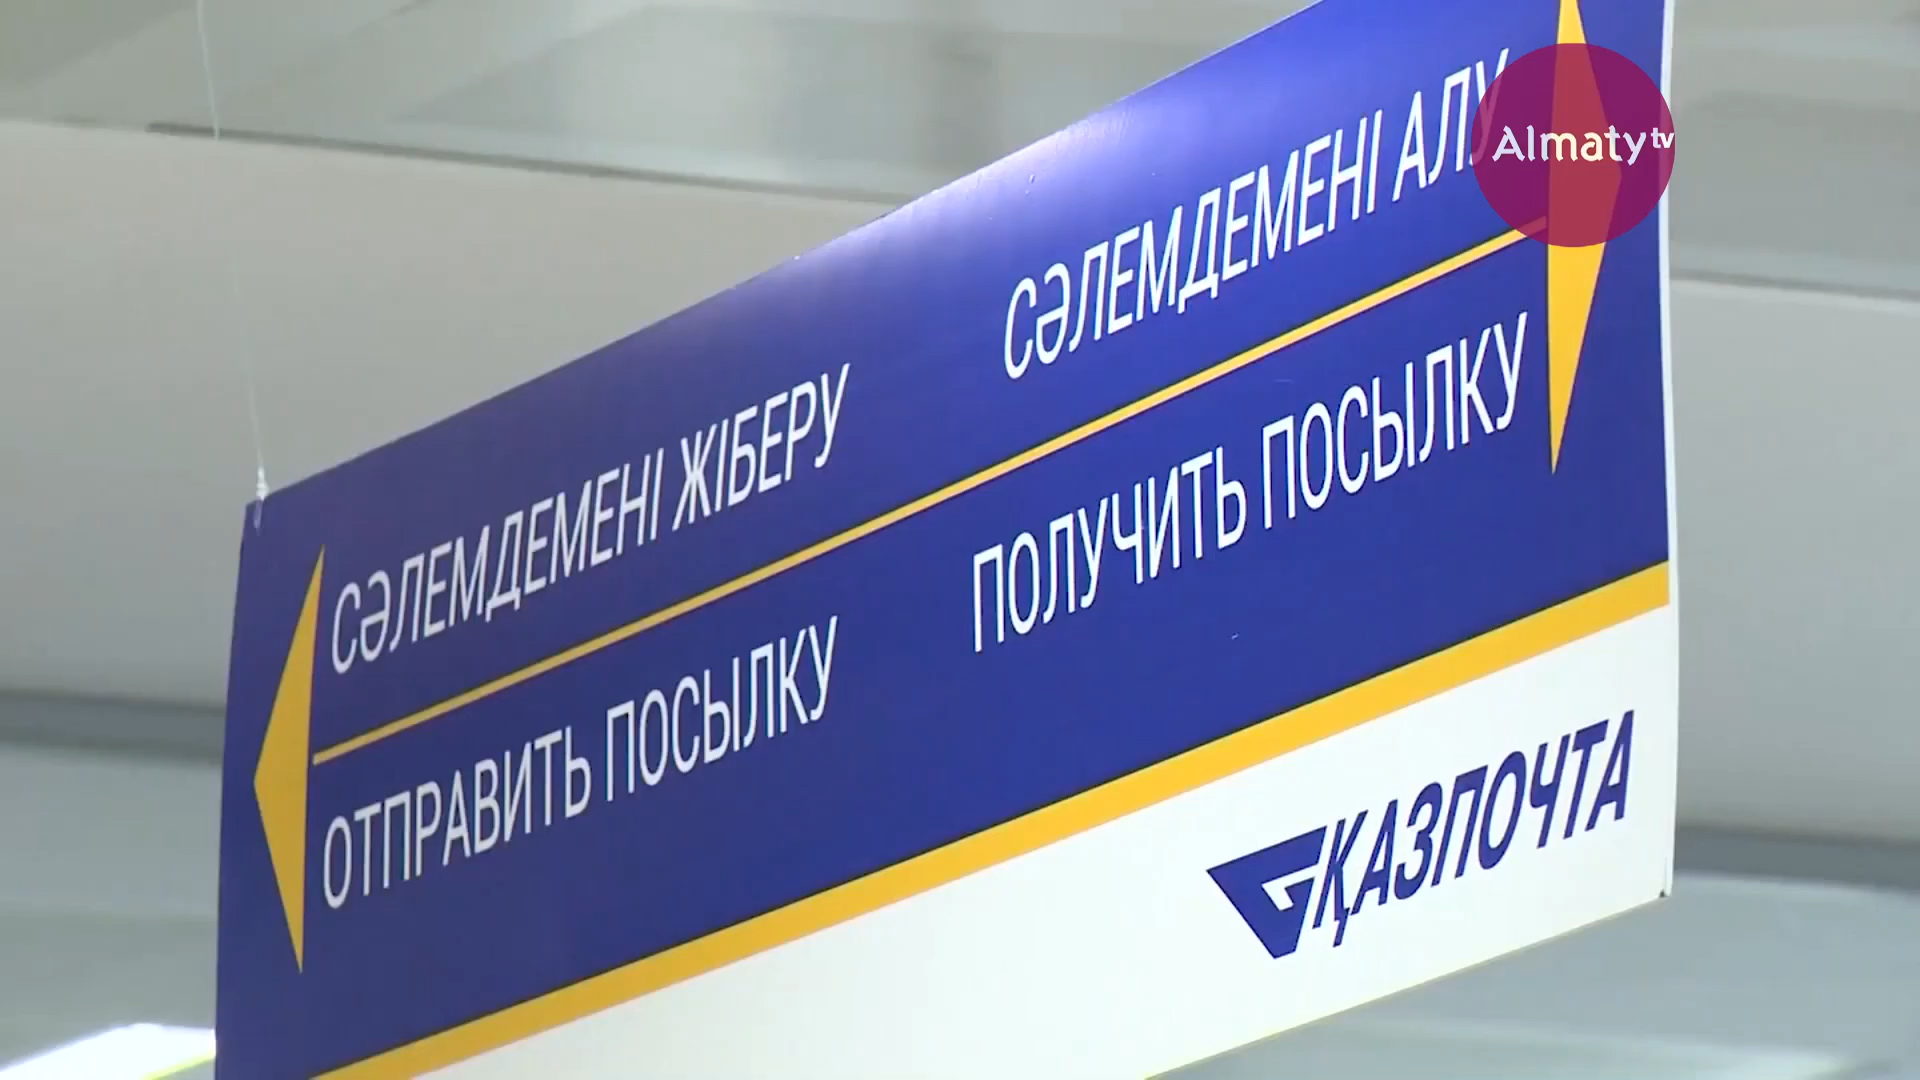 СӘЛЕМДЕМЕНІ ЖІБЕРУ
ОТПРАВИТЬ ПОСЫЛКУ
СӘЛЕМДЕМЕНІ АЛУ
ПОЛУЧИТЬ ПОСЫЛКУ
ҚАЗПОЧТА
Almaty tv